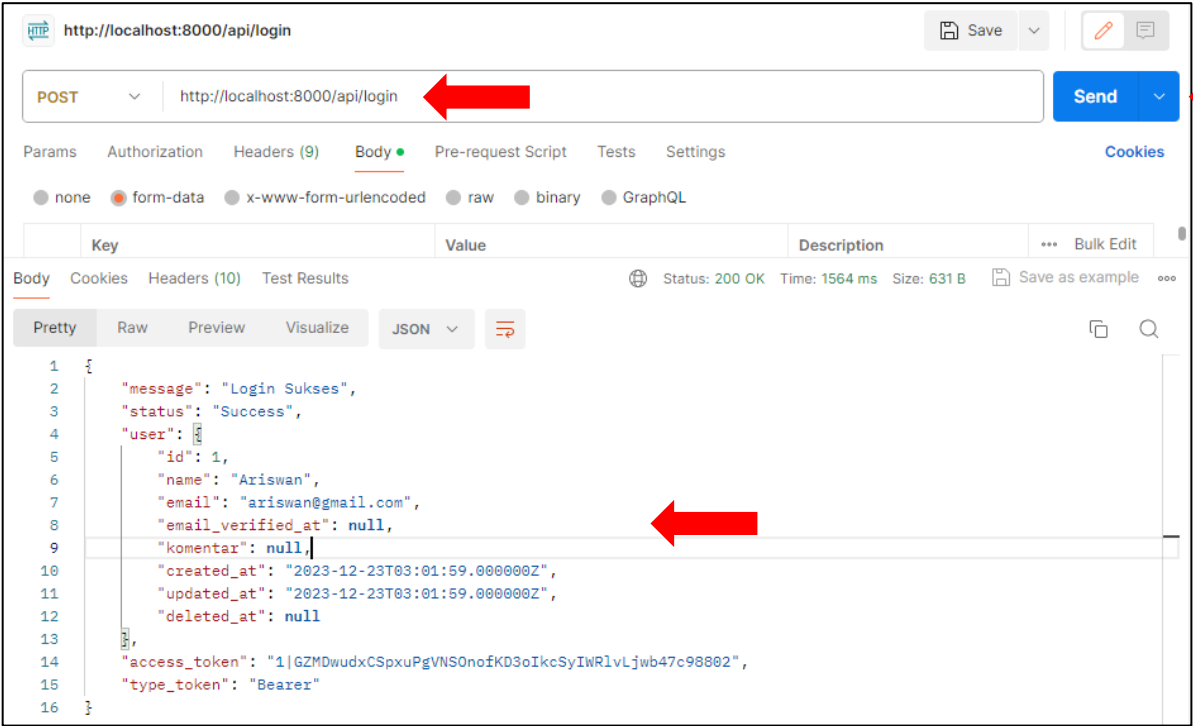 HTTP http://localhost:8000/api/login Save
POST http://localhost:8000/api/login Send
Params Authorization Headers (9) Body Pre-request Script Tests Settings Cookies
none form-data x-www-form-urlencoded raw binary GraphQL
Key Value Description ••• Bulk Edit
Body Cookies Headers (10) Test Results Status: 200 OK Time: 1564 ms Size: 631 B Save as example
Pretty Raw Preview Visualize JSON
1 {
2 "message": "Login Sukses",
3 "status": "Success",
4 "user": {
5 "id": 1,
6 "name": "Ariswan",
7 "email": "ariswan@gmail.com",
8 "email_verified_at": null,
9 "komentar": null,
10 "created_at": "2023-12-23T03:01:59.000000Z",
11 "updated_at": "2023-12-23T03:01:59.000000Z",
12 "deleted_at": null
13 },
14 "access_token": "1|GZMDwudxCSpxuPgVNSOnofKD3oIkcSyIWRlvLjwb47c98802",
15 "type_token": "Bearer"
16 }